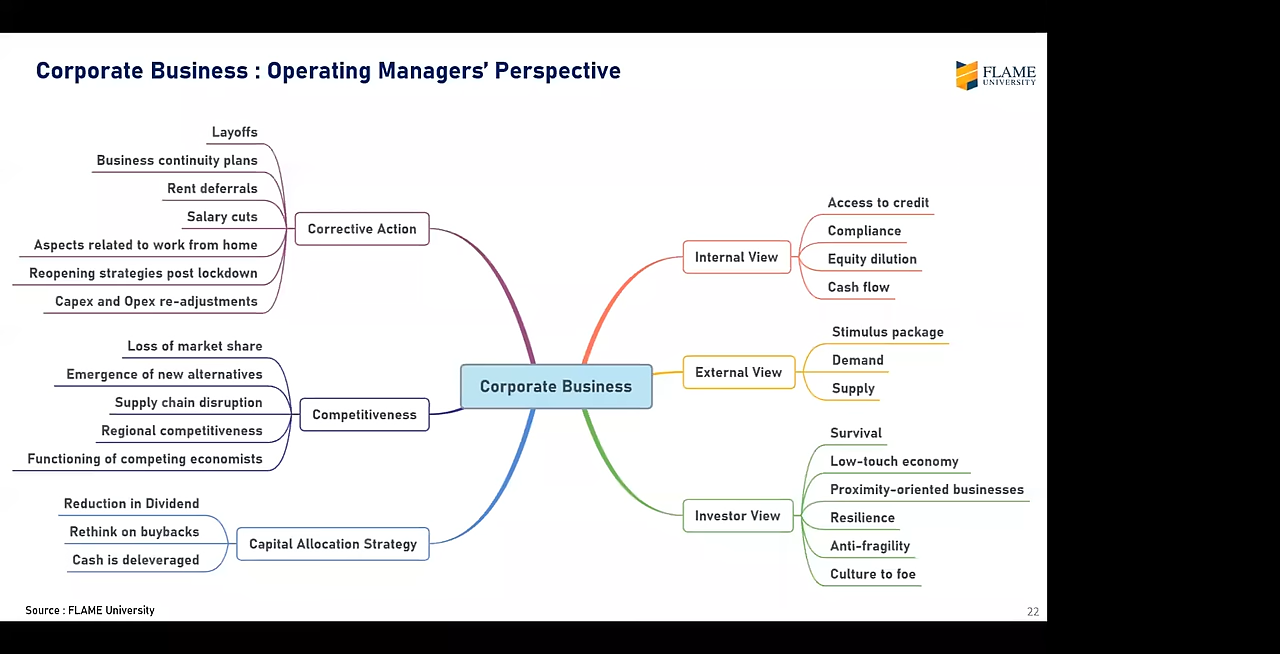 Corporate Business : Operating Managers' Perspective
FLAME
UNIVERSITY
Layoffs
Business continuity plans
Rent deferrals
Salary cuts
Aspects related to work from home
Reopening strategies post lockdown
Capex and Opex re-adjustments
Corrective Action
Loss of market share
Emergence of new alternatives
Supply chain disruption
Regional competitiveness
Functioning of competing economists
Competitiveness
Reduction in Dividend
Rethink on buybacks
Cash is deleveraged
Capital Allocation Strategy
Corporate Business
Internal View
Access to credit
Compliance
Equity dilution
Cash flow
External View
Stimulus package
Demand
Supply
Investor View
Survival
Low-touch economy
Proximity-oriented businesses
Resilience
Anti-fragility
Culture to foe
Source : FLAME University
22